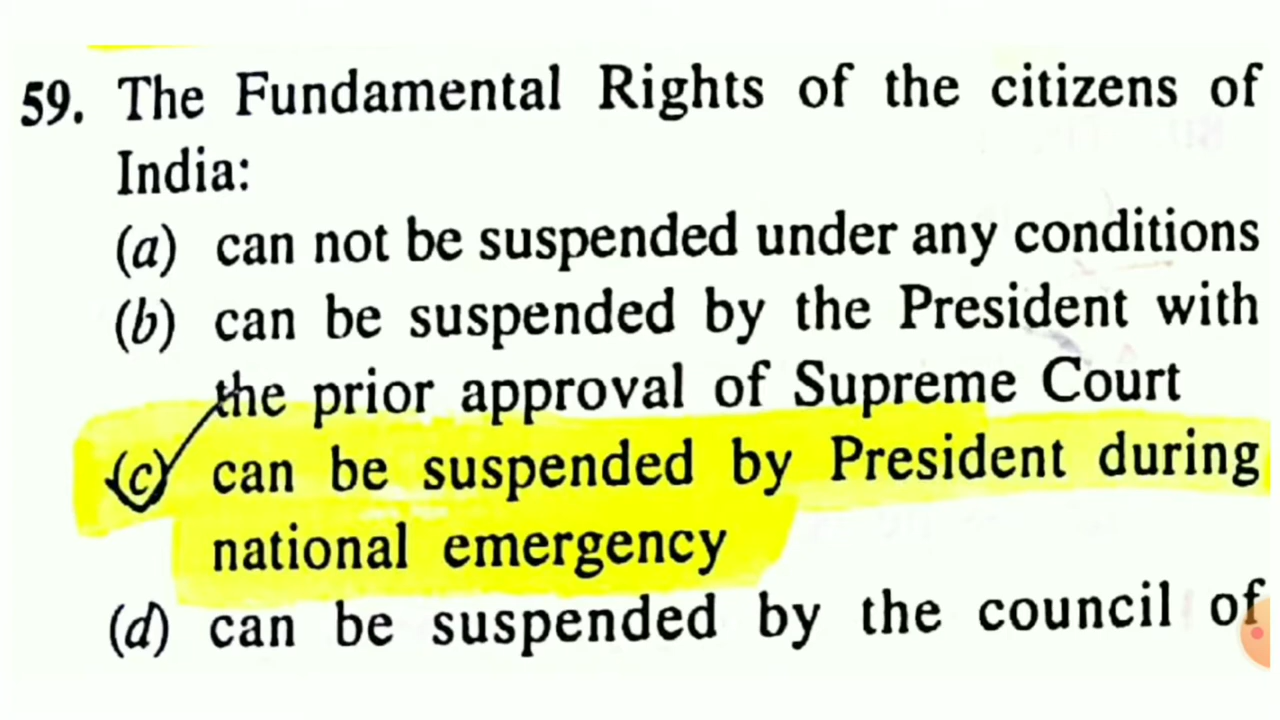 59. The Fundamental Rights of the citizens of
India:
(a) can not be suspended under any conditions
(b) can be suspended by the President with
the prior approval of Supreme Court
(c) can be suspended by President during
national emergency
(d) can be suspended by the council of